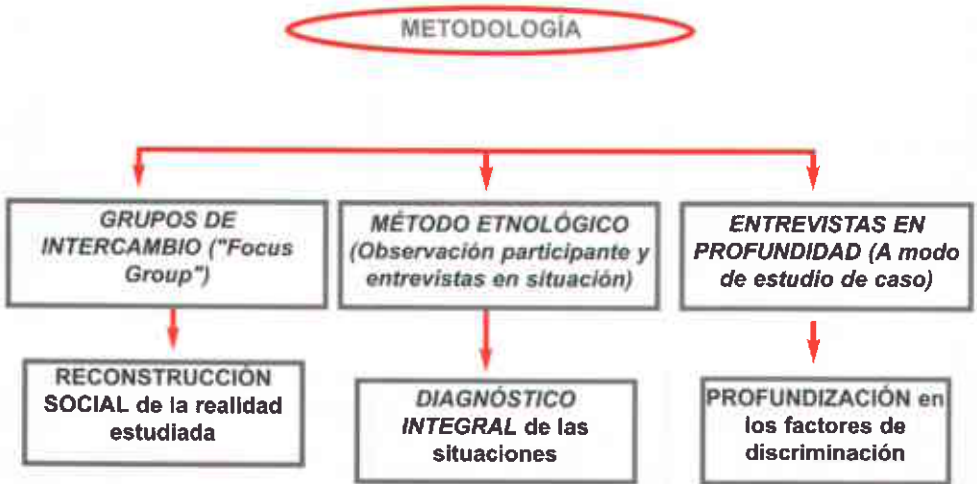 METODOLOGÍA
GRUPOS DE
INTERCAMBIO ("Focus
Group")
MÉTODO ETNOLÓGICO
(Observación participante y
entrevistas en situación)
ENTREVISTAS EN
PROFUNDIDAD (A modo
de estudio de caso)
RECONSTRUCCIÓN
SOCIAL de la realidad
estudiada
DIAGNÓSTICO
INTEGRAL de las
situaciones
PROFUNDIZACIÓN en
los factores de
discriminación